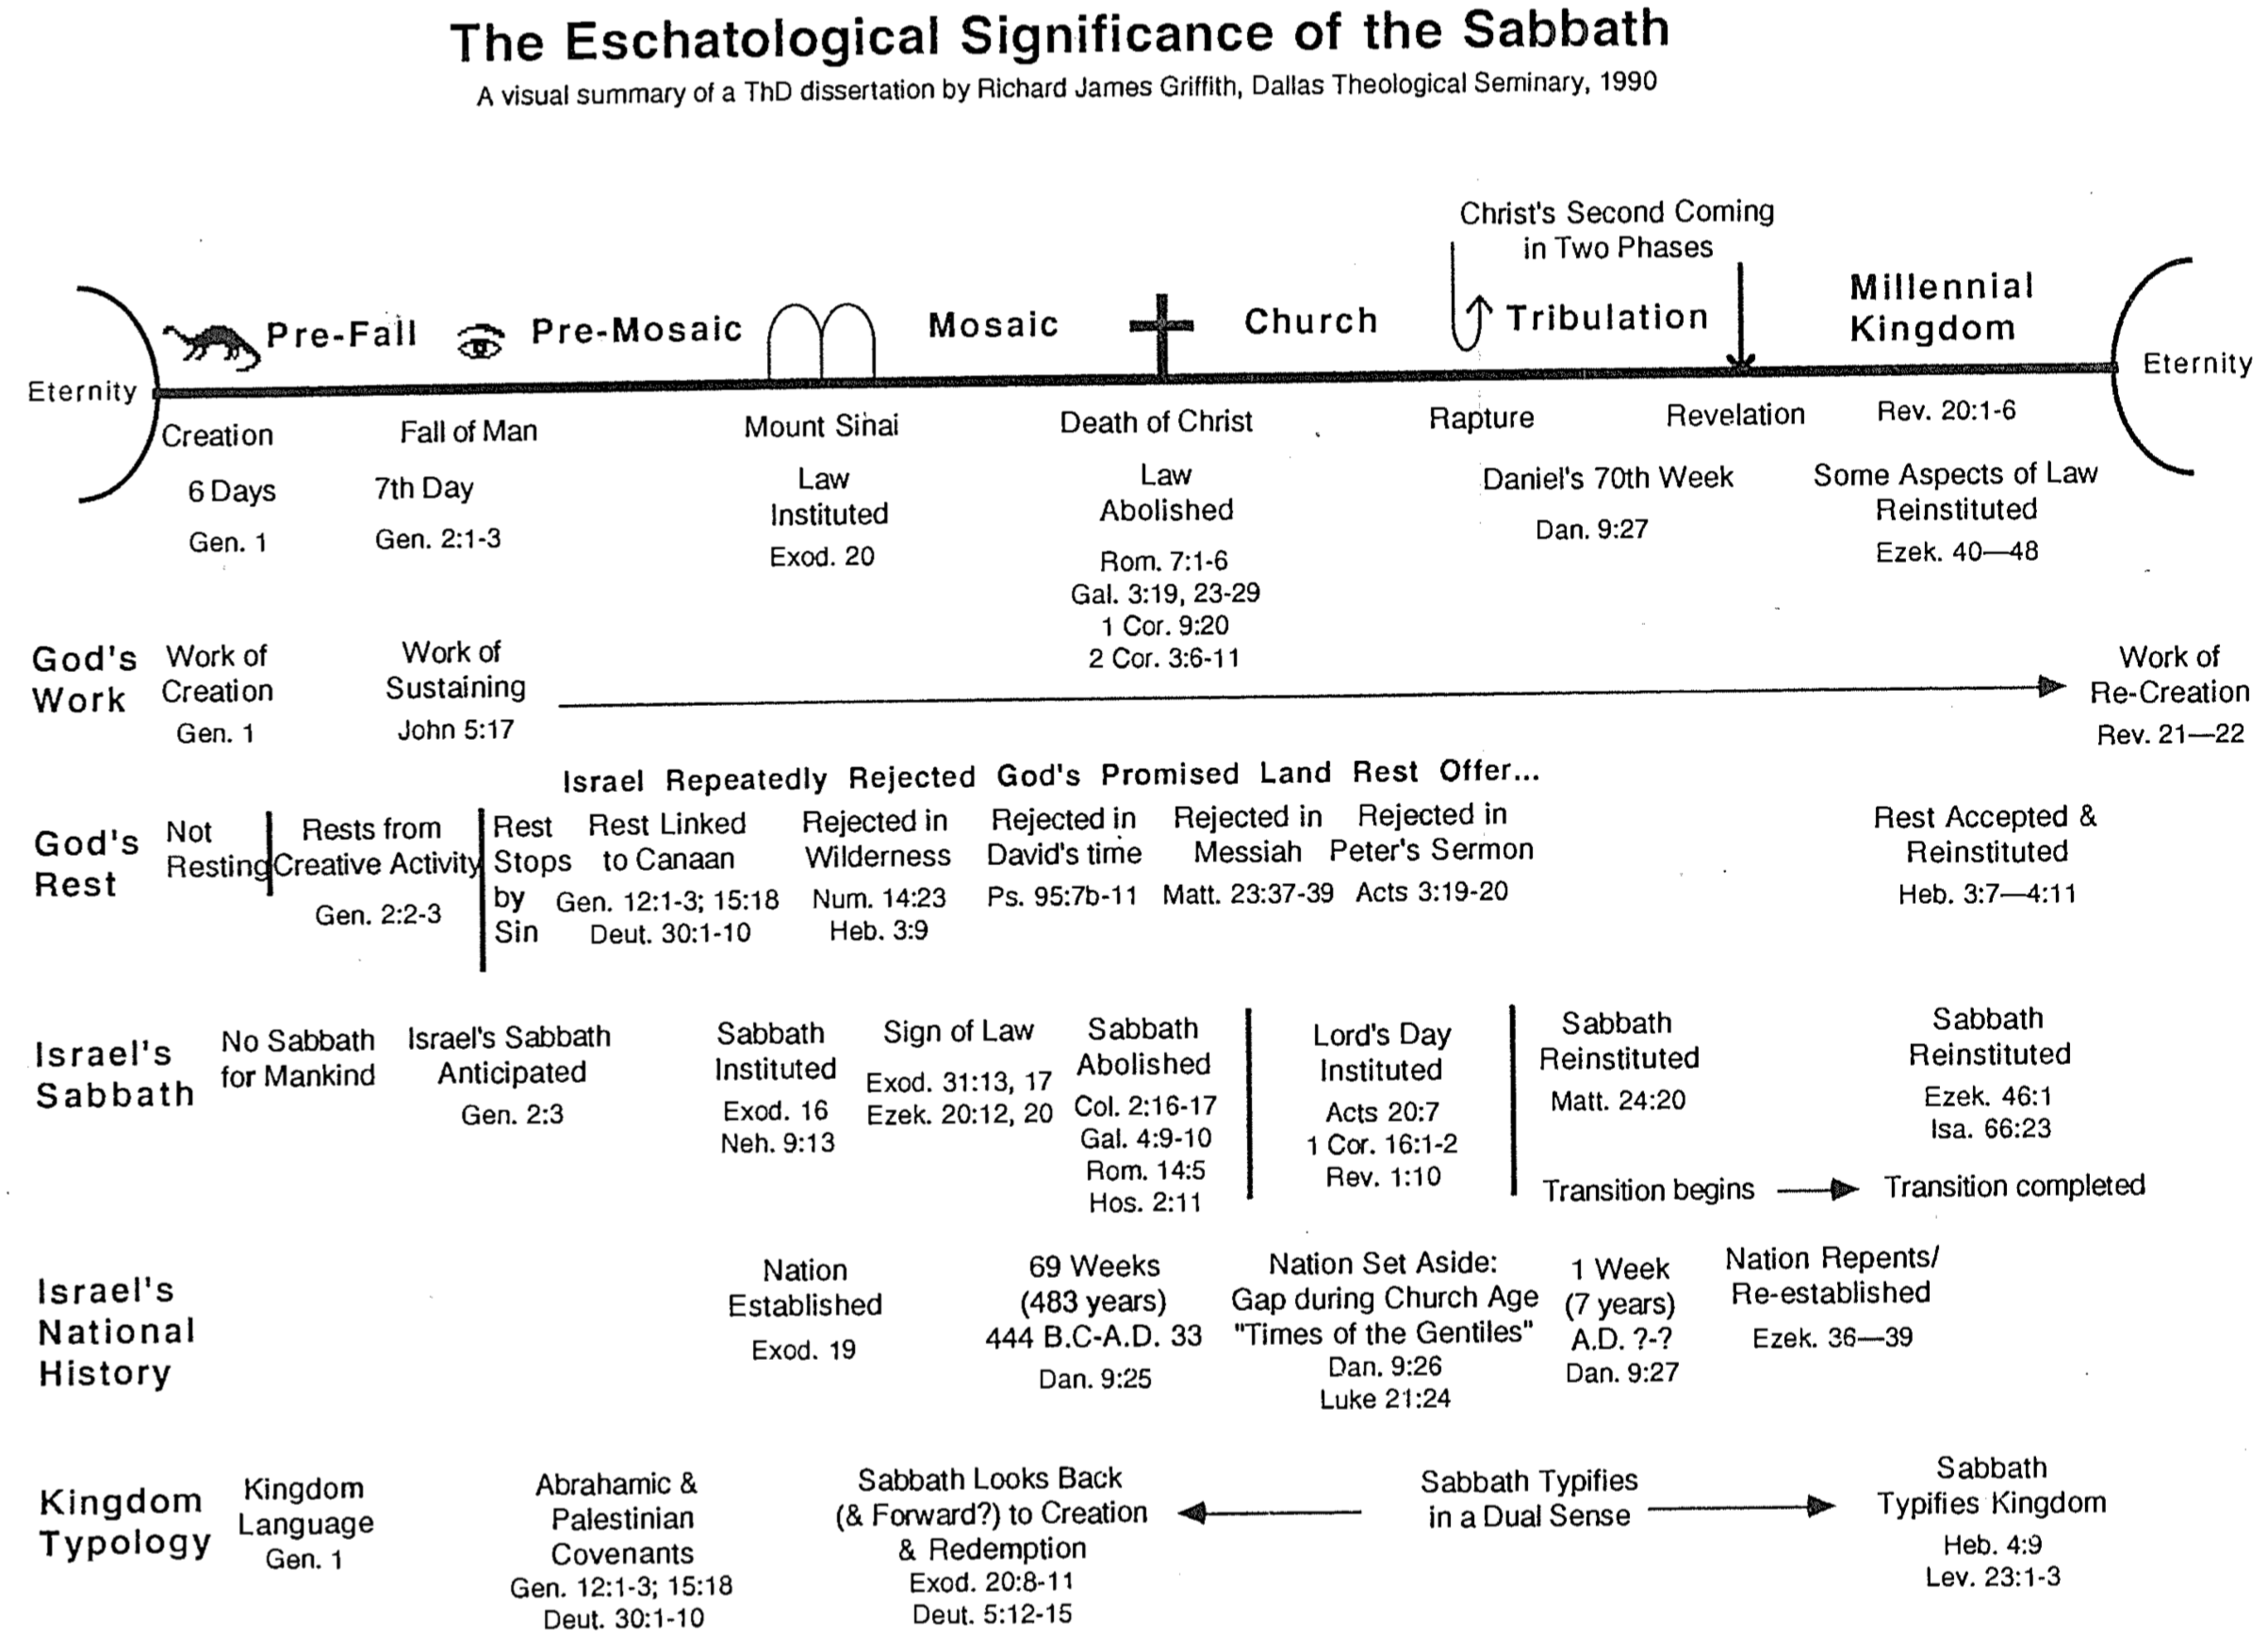 The Eschatological Significance of the Sabbath
A visual summary of a ThD dissertation by Richard James Griffith, Dallas Theological Seminary, 1990
Christ's Second Coming
in Two Phases
Pre-Fall
Pre-Mosaic
Mosaic
Church
Tribulation
Millennial
Kingdom
Eternity
Eternity
Creation
Fall of Man
Mount Sinai
Death of Christ
Rapture
Revelation
Rev. 20:1-6
6 Days
Gen. 1
7th Day
Gen. 2:1-3
Law
Instituted
Exod. 20
Law
Abolished
Rom. 7:1-6
Gal. 3:19, 23-29
1 Cor. 9:20
2 Cor. 3:6-11
Daniel's 70th Week
Dan. 9:27
Some Aspects of Law
Reinstituted
Ezek. 40—48
God's
Work
Work of
Creation
Gen. 1
Work of
Sustaining
John 5:17
Work of
Re-Creation
Rev. 21—22
Israel Repeatedly Rejected God's Promised Land Rest Offer...
God's
Rest
Not
Resting
Rests from
Creative Activity
Gen. 2:2-3
Rest
Stops
by
Sin
Rest Linked
to Canaan
Gen. 12:1-3; 15:18
Deut. 30:1-10
Rejected in
Wilderness
Num. 14:23
Heb. 3:9
Rejected in
David's time
Ps. 95:7b-11
Rejected in
Messiah
Matt. 23:37-39
Rejected in
Peter's Sermon
Acts 3:19-20
Rest Accepted &
Reinstituted
Heb. 3:7—4:11
Israel's
Sabbath
No Sabbath
for Mankind
Israel's Sabbath
Anticipated
Gen. 2:3
Sabbath
Instituted
Exod. 16
Neh. 9:13
Sign of Law
Exod. 31:13, 17
Ezek. 20:12, 20
Sabbath
Abolished
Col. 2:16-17
Gal. 4:9-10
Rom. 14:5
Hos. 2:11
Lord's Day
Instituted
Acts 20:7
1 Cor. 16:1-2
Rev. 1:10
Sabbath
Reinstituted
Matt. 24:20
Transition begins
Sabbath
Reinstituted
Ezek. 46:1
Isa. 66:23
Transition completed
Israel's
National
History
Nation
Established
Exod. 19
69 Weeks
(483 years)
444 B.C-A.D. 33
Dan. 9:25
Nation Set Aside:
Gap during Church Age
"Times of the Gentiles"
Dan. 9:26
Luke 21:24
1 Week
(7 years)
A.D. ?-?
Dan. 9:27
Nation Repents/
Re-established
Ezek. 36—39
Kingdom
Typology
Kingdom
Language
Gen. 1
Abrahamic &
Palestinian
Covenants
Gen. 12:1-3; 15:18
Deut. 30:1-10
Sabbath Looks Back
(& Forward?) to Creation
& Redemption
Exod. 20:8-11
Deut. 5:12-15
Sabbath Typifies
in a Dual Sense
Sabbath
Typifies Kingdom
Heb. 4:9
Lev. 23:1-3